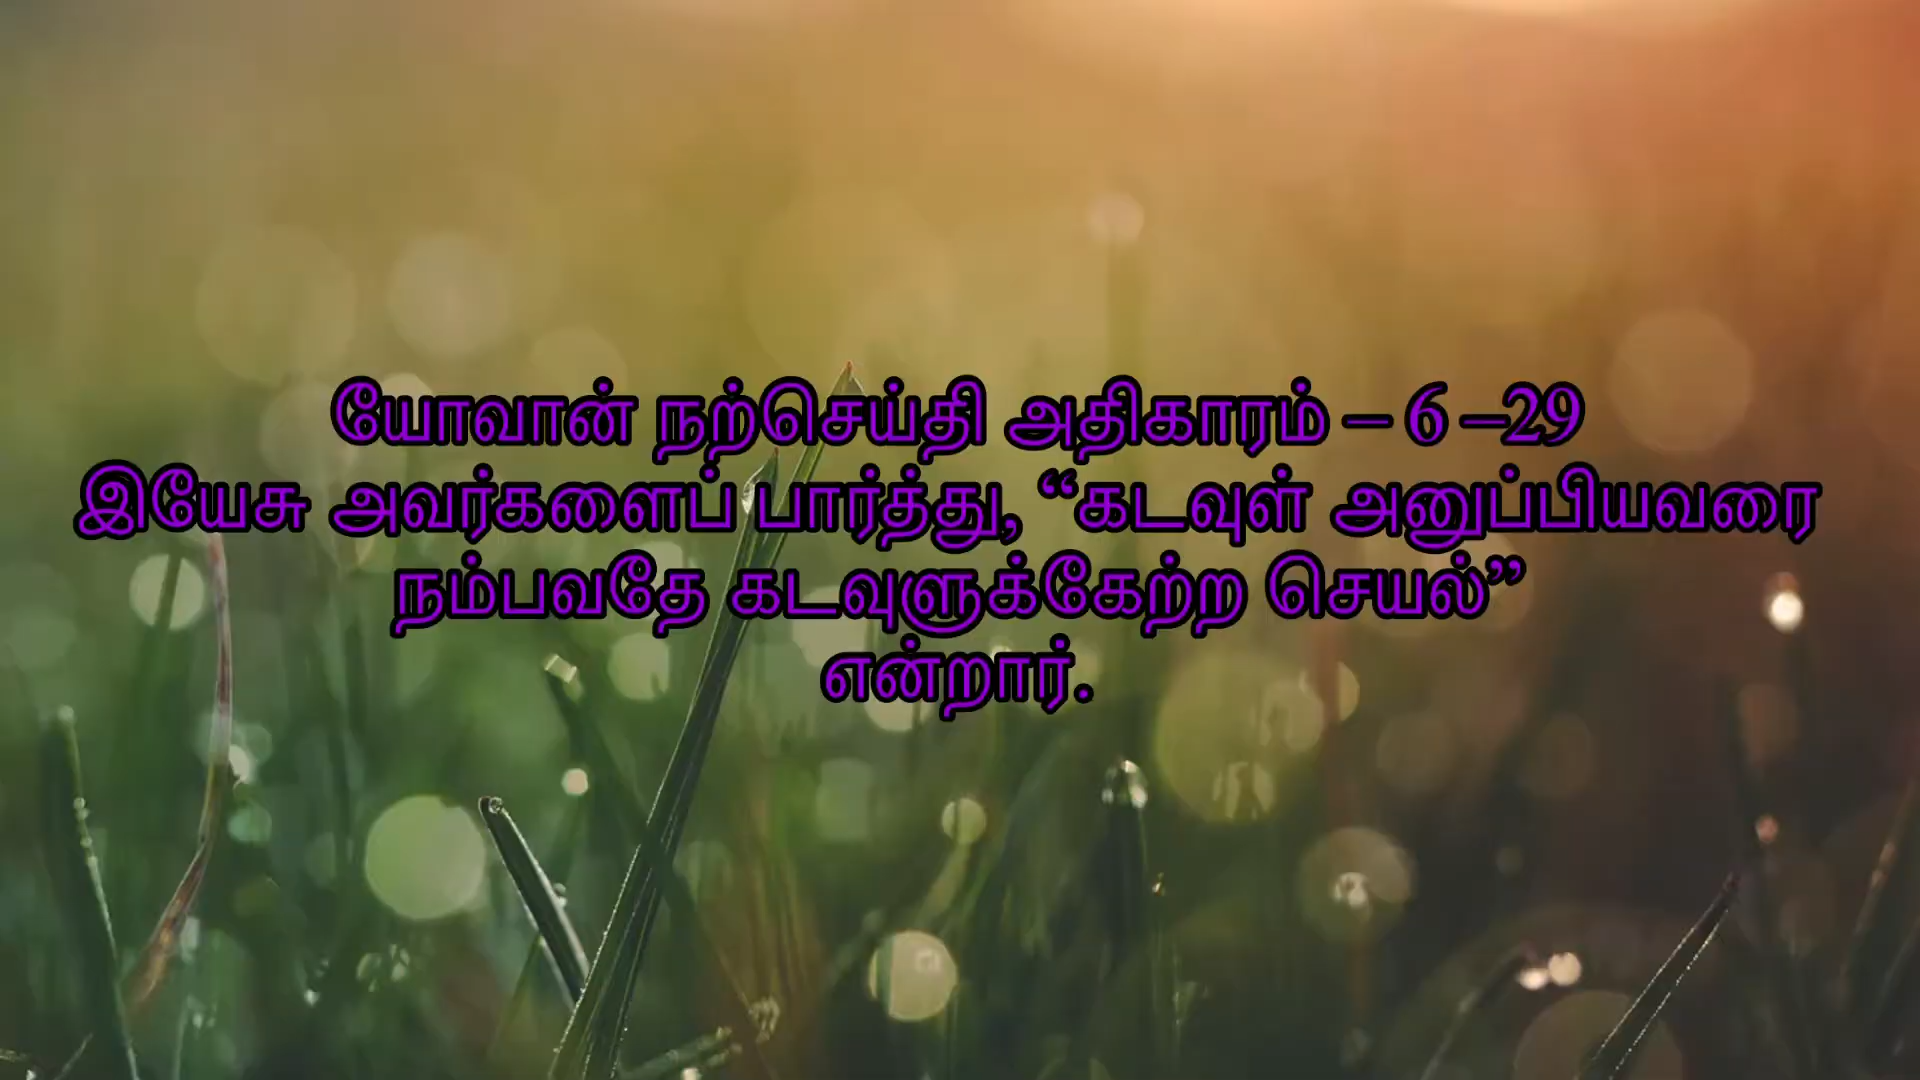 யோவான் நற்செய்தி அதிகாரம் – 6 –29
இயேசு அவர்களைப் பார்த்து, “கடவுள் அனுப்பியவரை
நம்பவதே கடவுளுக்கேற்ற செயல்”
என்றார்.